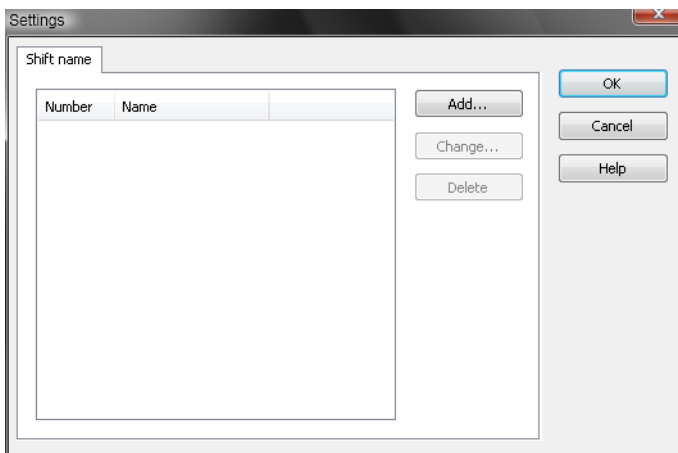 Settings
Shift name
Number Name
Add...
Change...
Delete
OK
Cancel
Help